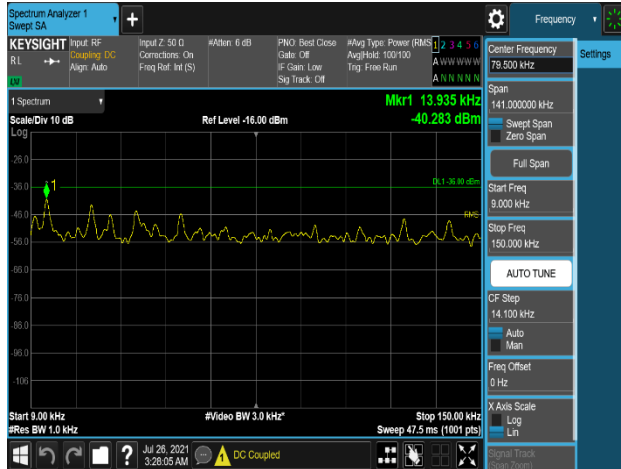 Spectrum Analyzer 1
Swept SA
Frequency
KEYSIGHT
RL
Input: RF
Coupling: DC
Align: Auto
Input Z: 50 Ω
Corrections: On
Freq Ref: Int (S)
#Atten: 6 dB
PNO: Best Close
Gate: Off
IF Gain: Low
Sig Track: Off
#Avg Type: Power (RMS
Avg|Hold: 100/100
Trig: Free Run
1 2 3 4 5 6
A W W W W W
A N N N N N
Center Frequency
79.500 kHz
Settings
Span
141.000000 kHz
Swept Span
Zero Span
Full Span
Start Freq
9.000 kHz
Stop Freq
150.000 kHz
AUTO TUNE
CF Step
14.100 kHz
Auto
Man
Freq Offset
0 Hz
X Axis Scale
Log
Lin
Signal Track
(Span Zoom)
1 Spectrum
Scale/Div 10 dB
Log
Ref Level -16.00 dBm
Mkr1 13.935 kHz
-40.283 dBm
-26.0
-36.0
-46.0
-56.0
-66.0
-76.0
-86.0
-96.0
-106
1
DL1 -36.00 dBm
RMS
Start 9.00 kHz
#Res BW 1.0 kHz
#Video BW 3.0 kHz*
Stop 150.00 kHz
Sweep 47.5 ms (1001 pts)
?
Jul 26, 2021
3:28:05 AM
DC Coupled